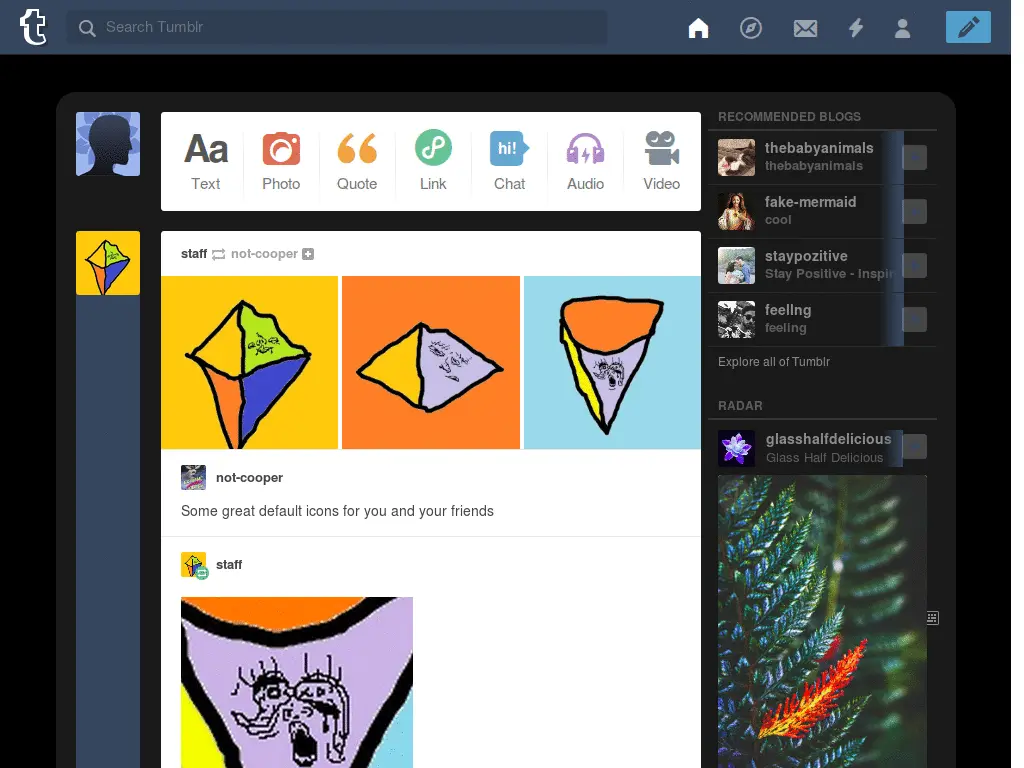 Search Tumblr
Aa
Text
Photo
Quote
Link
hi!
Chat
Audio
Video
staff not-cooper
not-cooper
Some great default icons for you and your friends
staff
RECOMMENDED BLOGS
thebabyanimals
thebabyanimals
fake-mermaid
cool
staypozitive
Stay Positive - Inspir
feellng
feeling
Explore all of Tumblr
RADAR
glasshalfdelicious
Glass Half Delicious